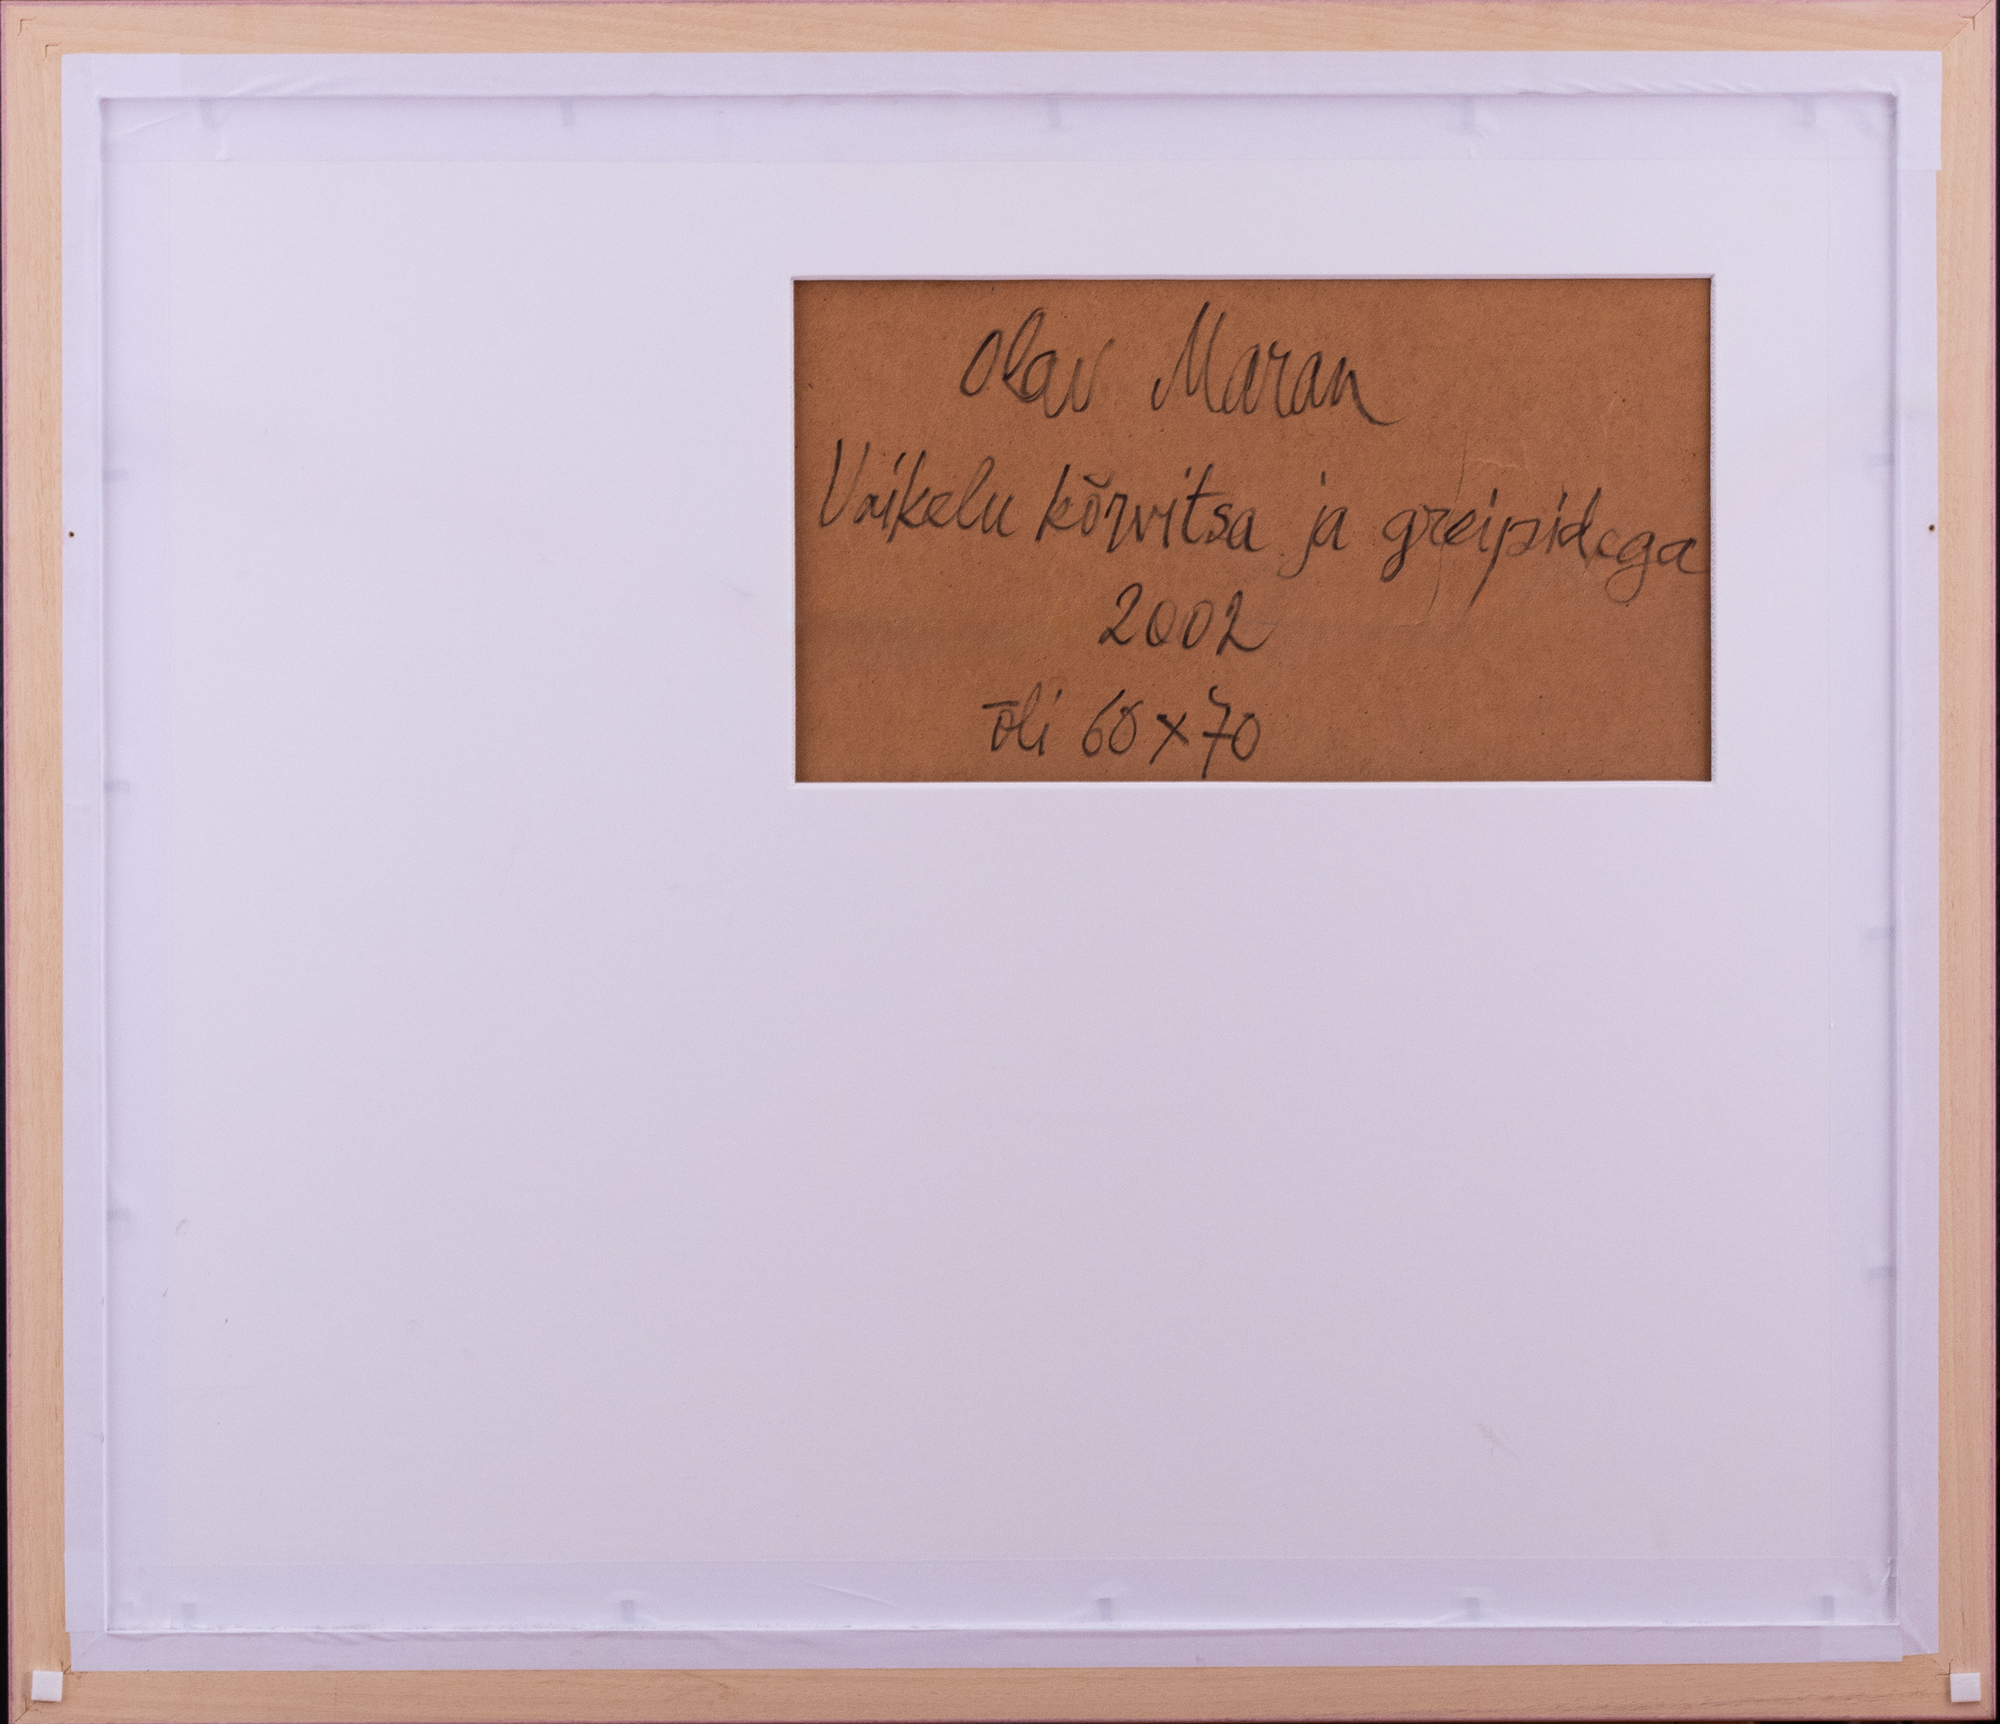 Olav Maran
Vaikelu kõrvitsa ja greipidega
2002
õli 60x70